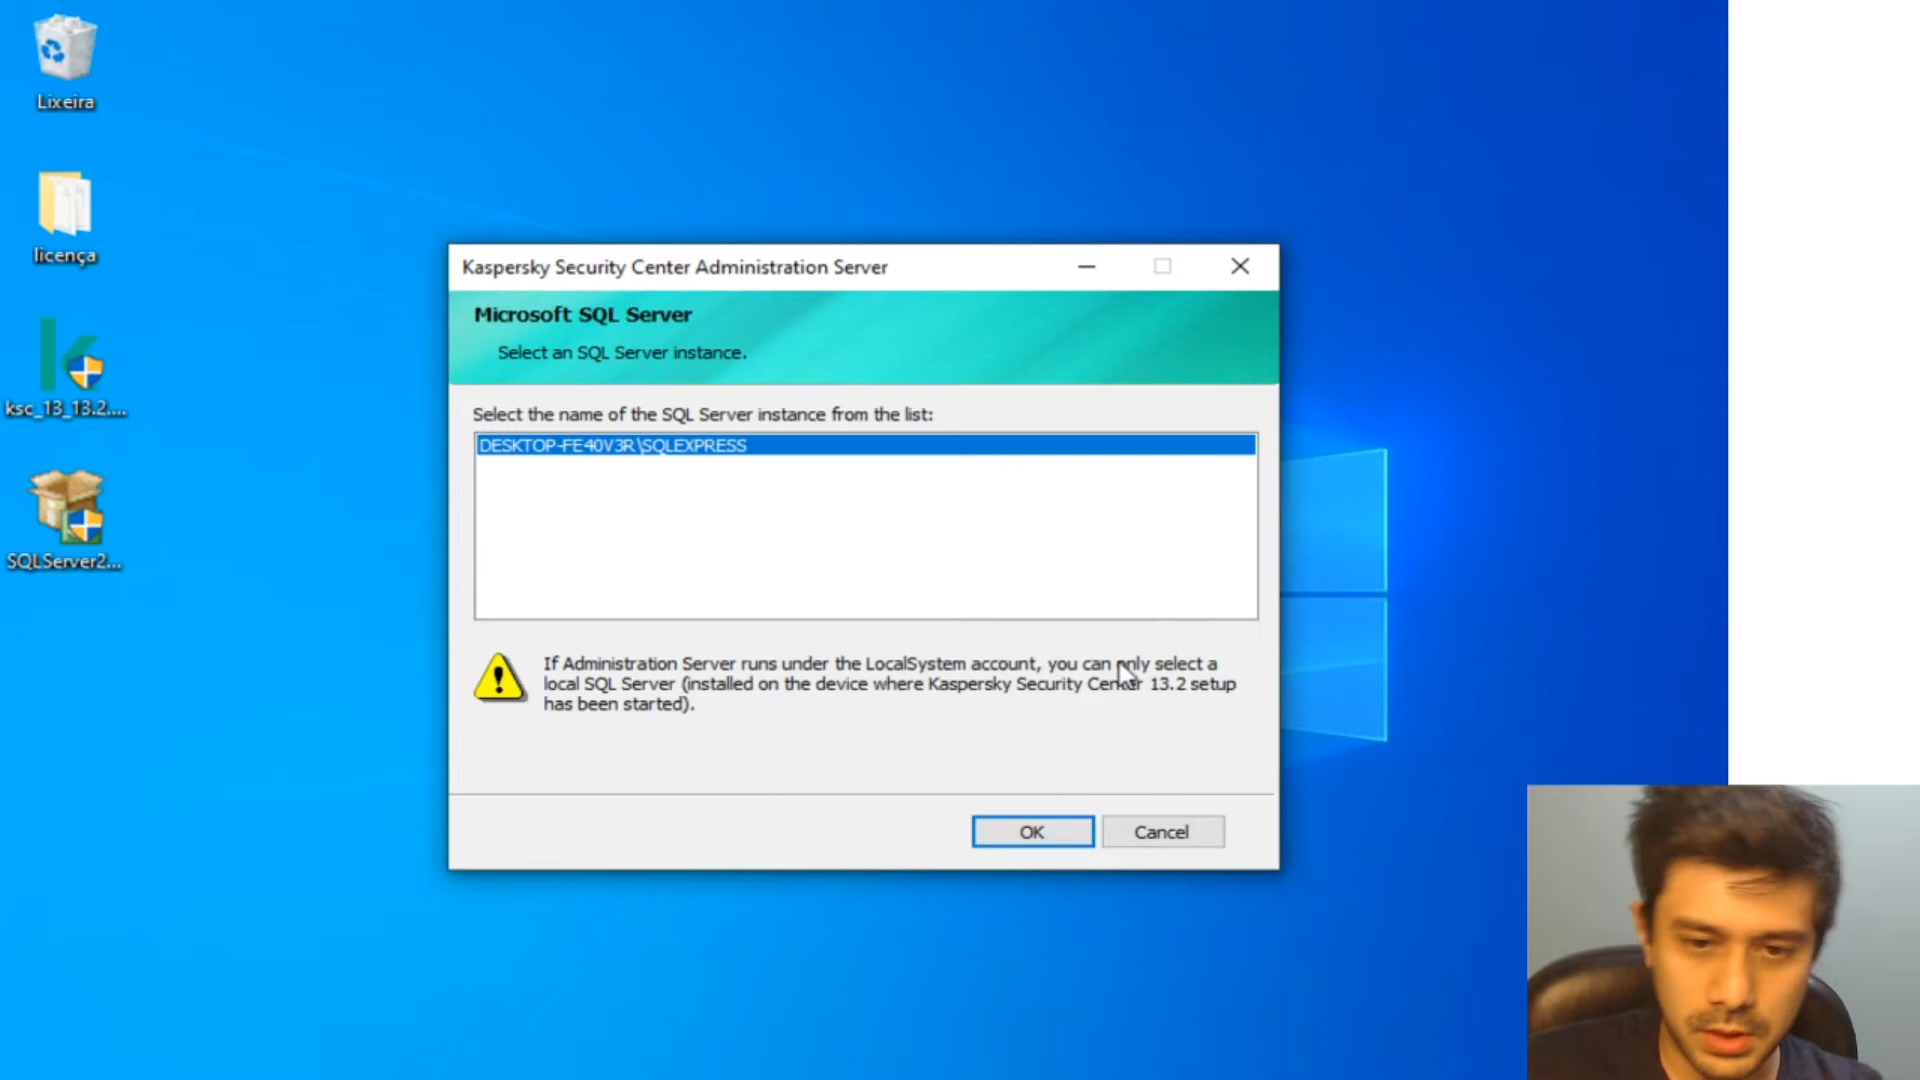 Lixeira
licença
ksc_13_13.2....
SQLServer2...
Kaspersky Security Center Administration Server
Microsoft SQL Server
Select an SQL Server instance.
Select the name of the SQL Server instance from the list:
DESKTOP-FE40V3R\SQLEXPRESS
If Administration Server runs under the LocalSystem account, you can only select a
local SQL Server (installed on the device where Kaspersky Security Center 13.2 setup
has been started).
OK
Cancel